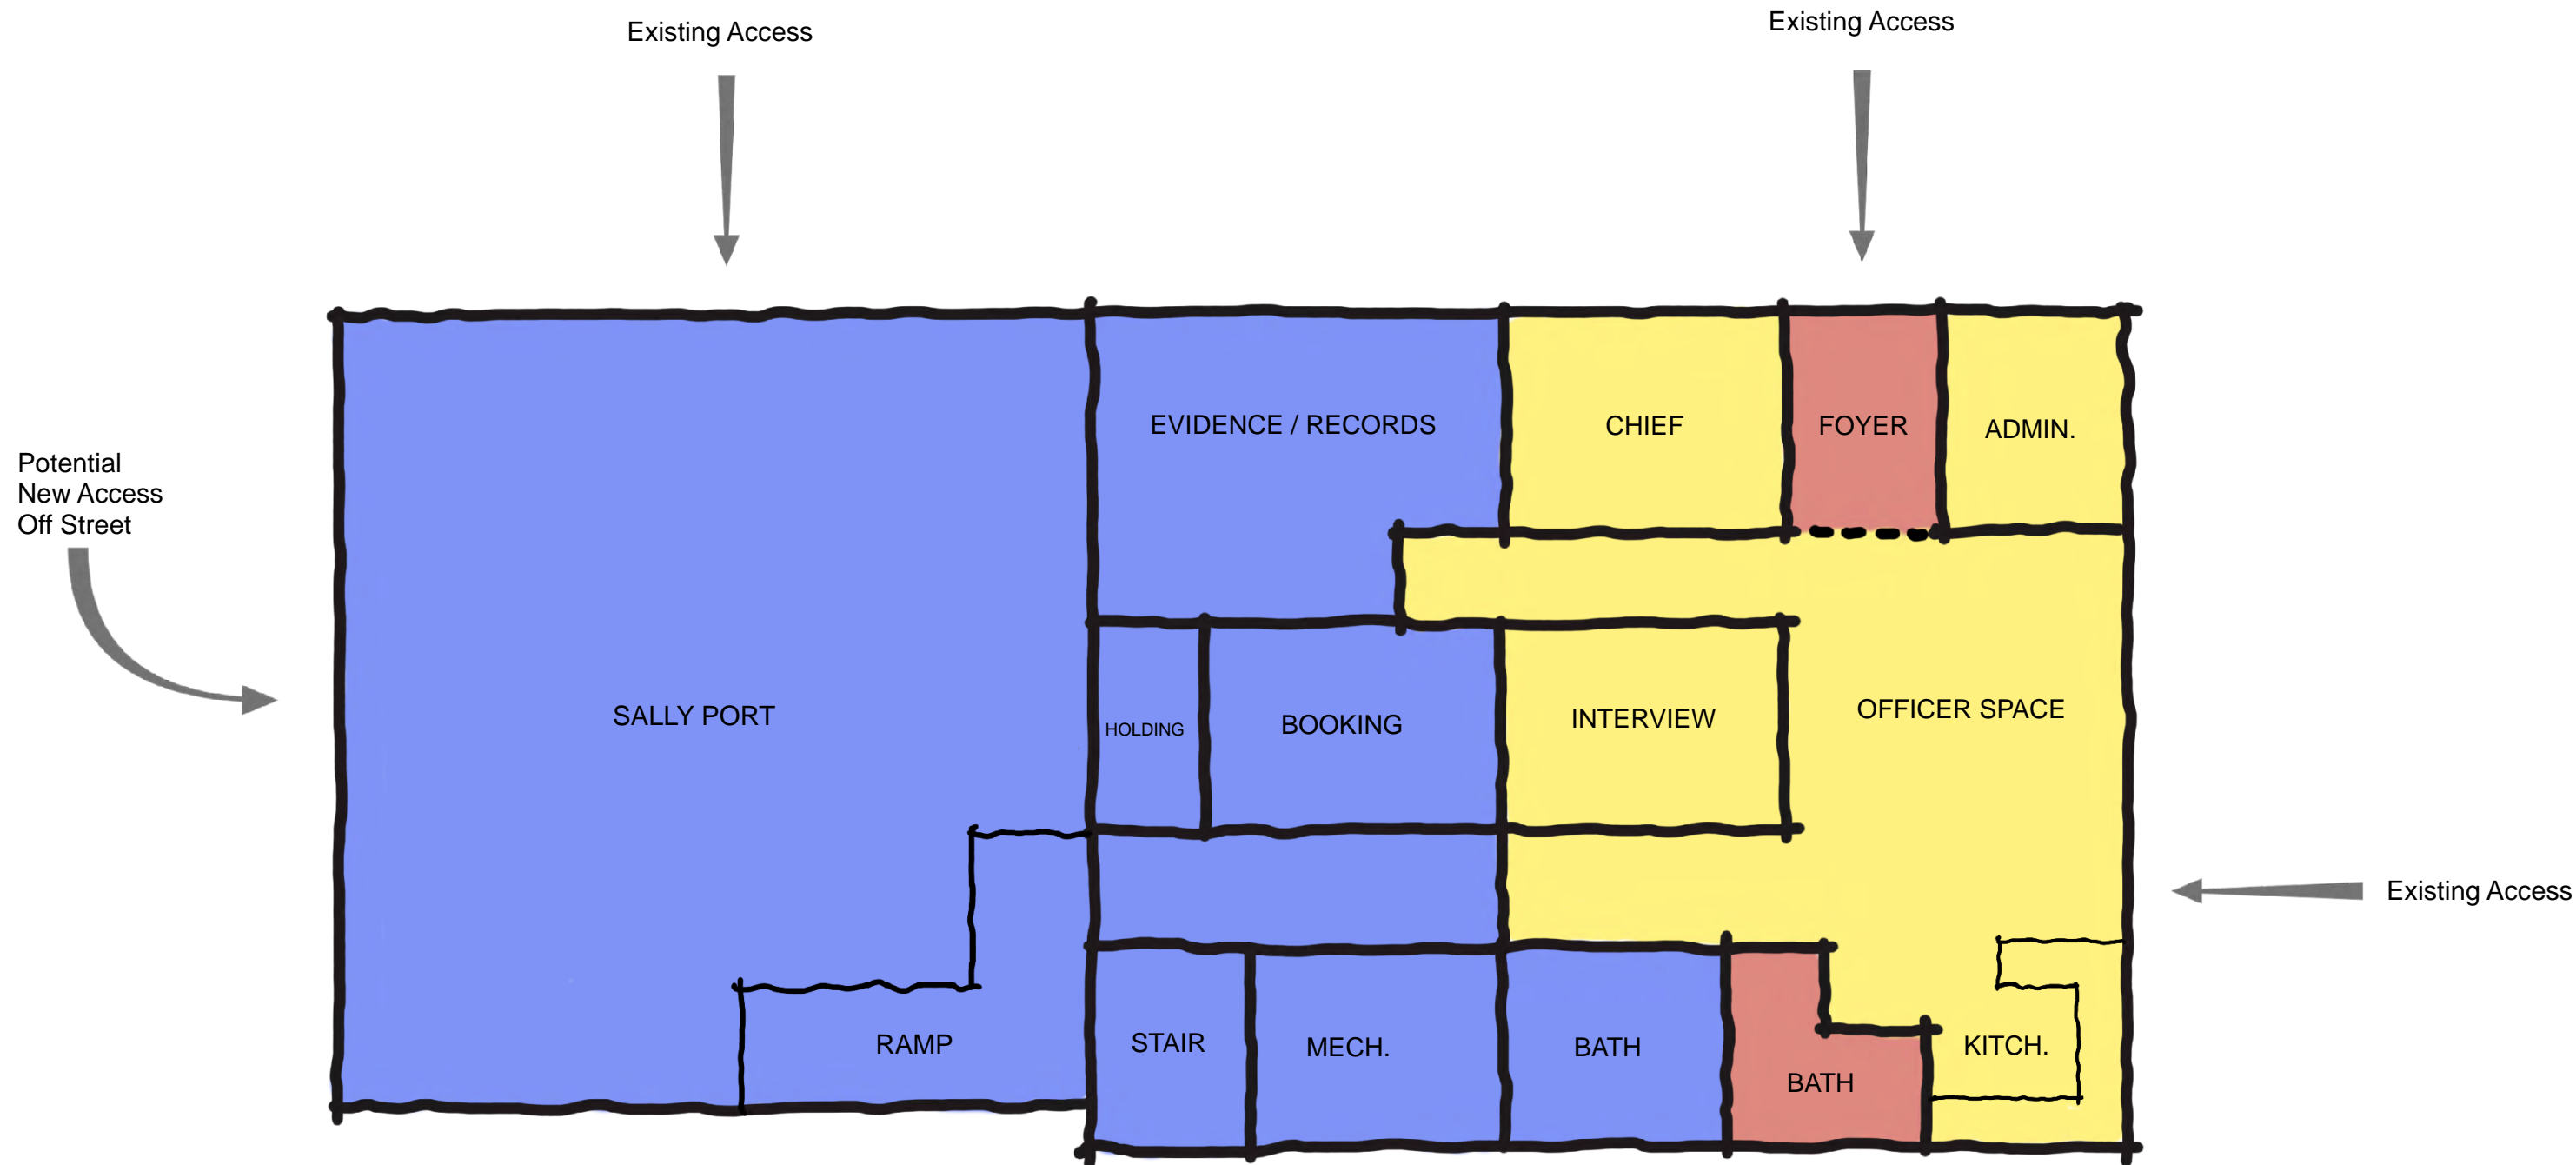 Existing Access
Existing Access
EVIDENCE / RECORDS
CHIEF
FOYER
ADMIN.
Potential
New Access
Off Street
SALLY PORT
HOLDING
BOOKING
INTERVIEW
OFFICER SPACE
Existing Access
RAMP
STAIR
MECH.
BATH
BATH
KITCH.